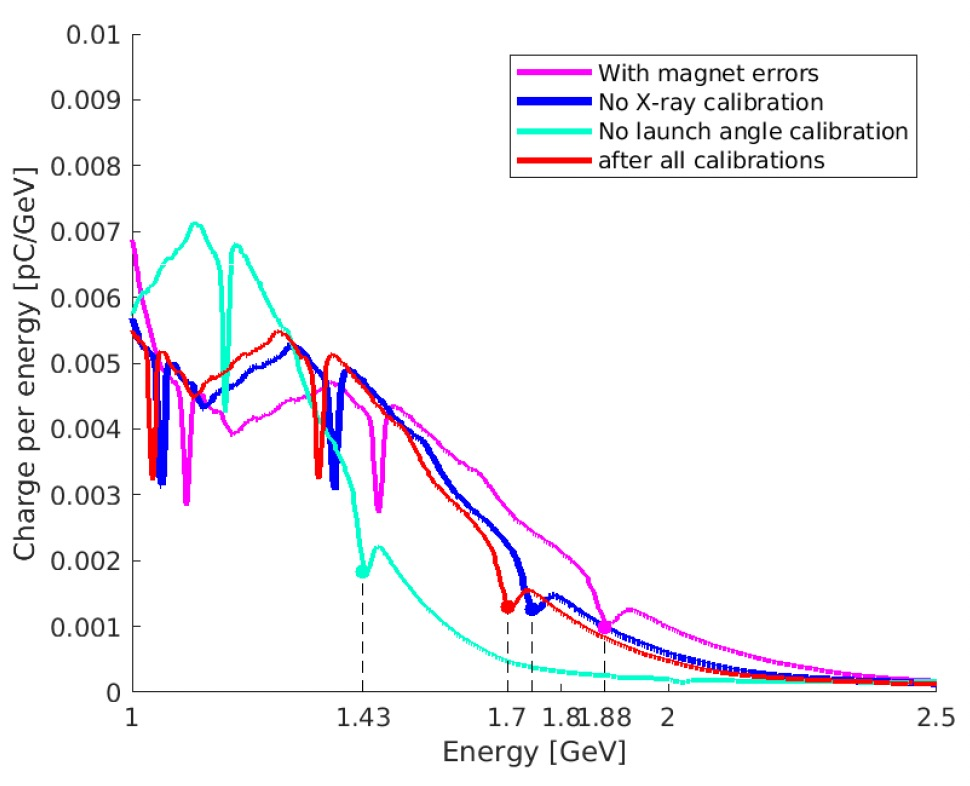 0.01
0.009
0.008
0.007
0.006
0.005
0.004
0.003
0.002
0.001
0
Charge per energy [pC/GeV]
With magnet errors
No X-ray calibration
No launch angle calibration
after all calibrations
1 1.43 1.7 1.8 1.88 2 2.5
Energy [GeV]